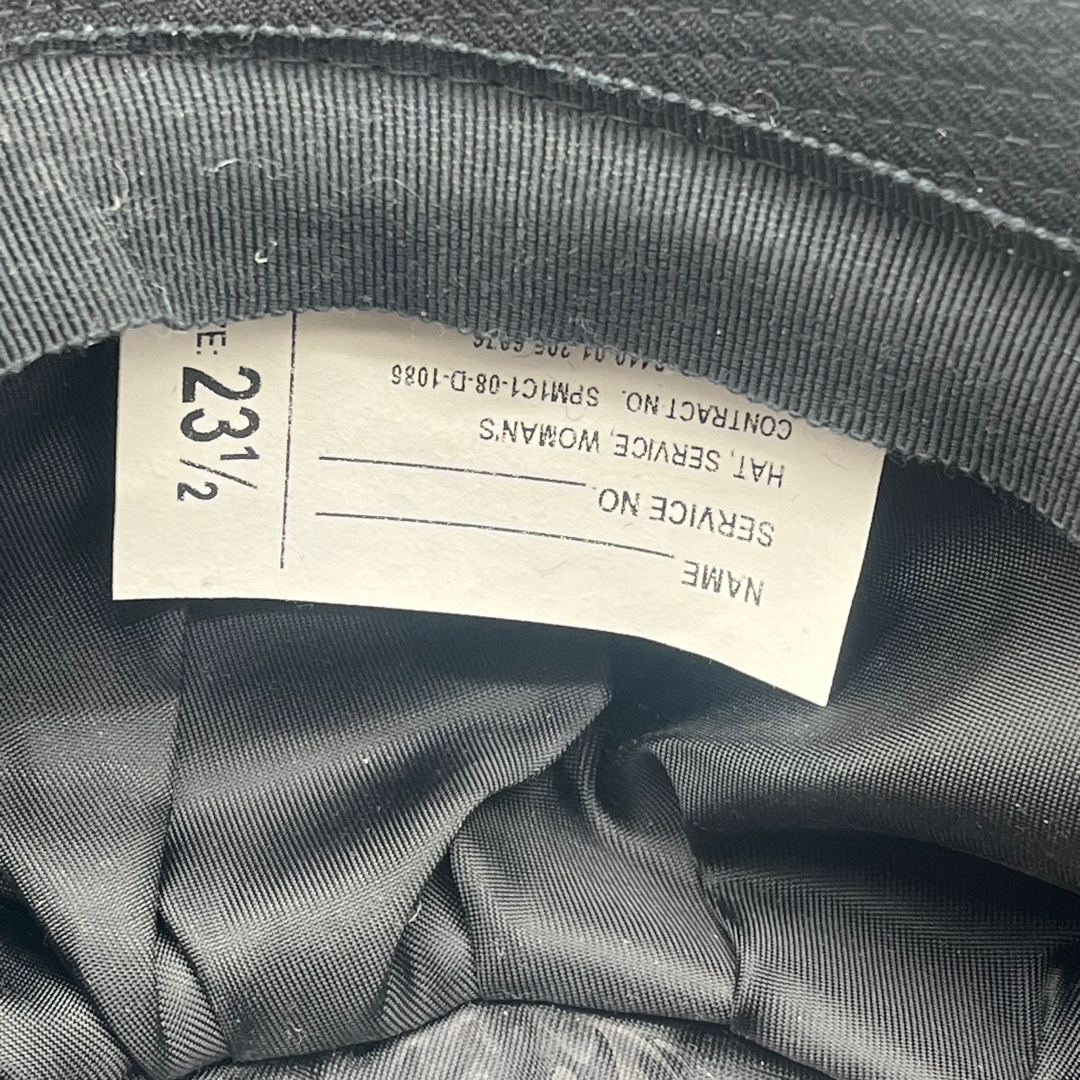 CONTRACT NO. SPM1C1-08-D-1086
HAT, SERVICE, WOMAN'S
SERVICE NO.
NAME
23½